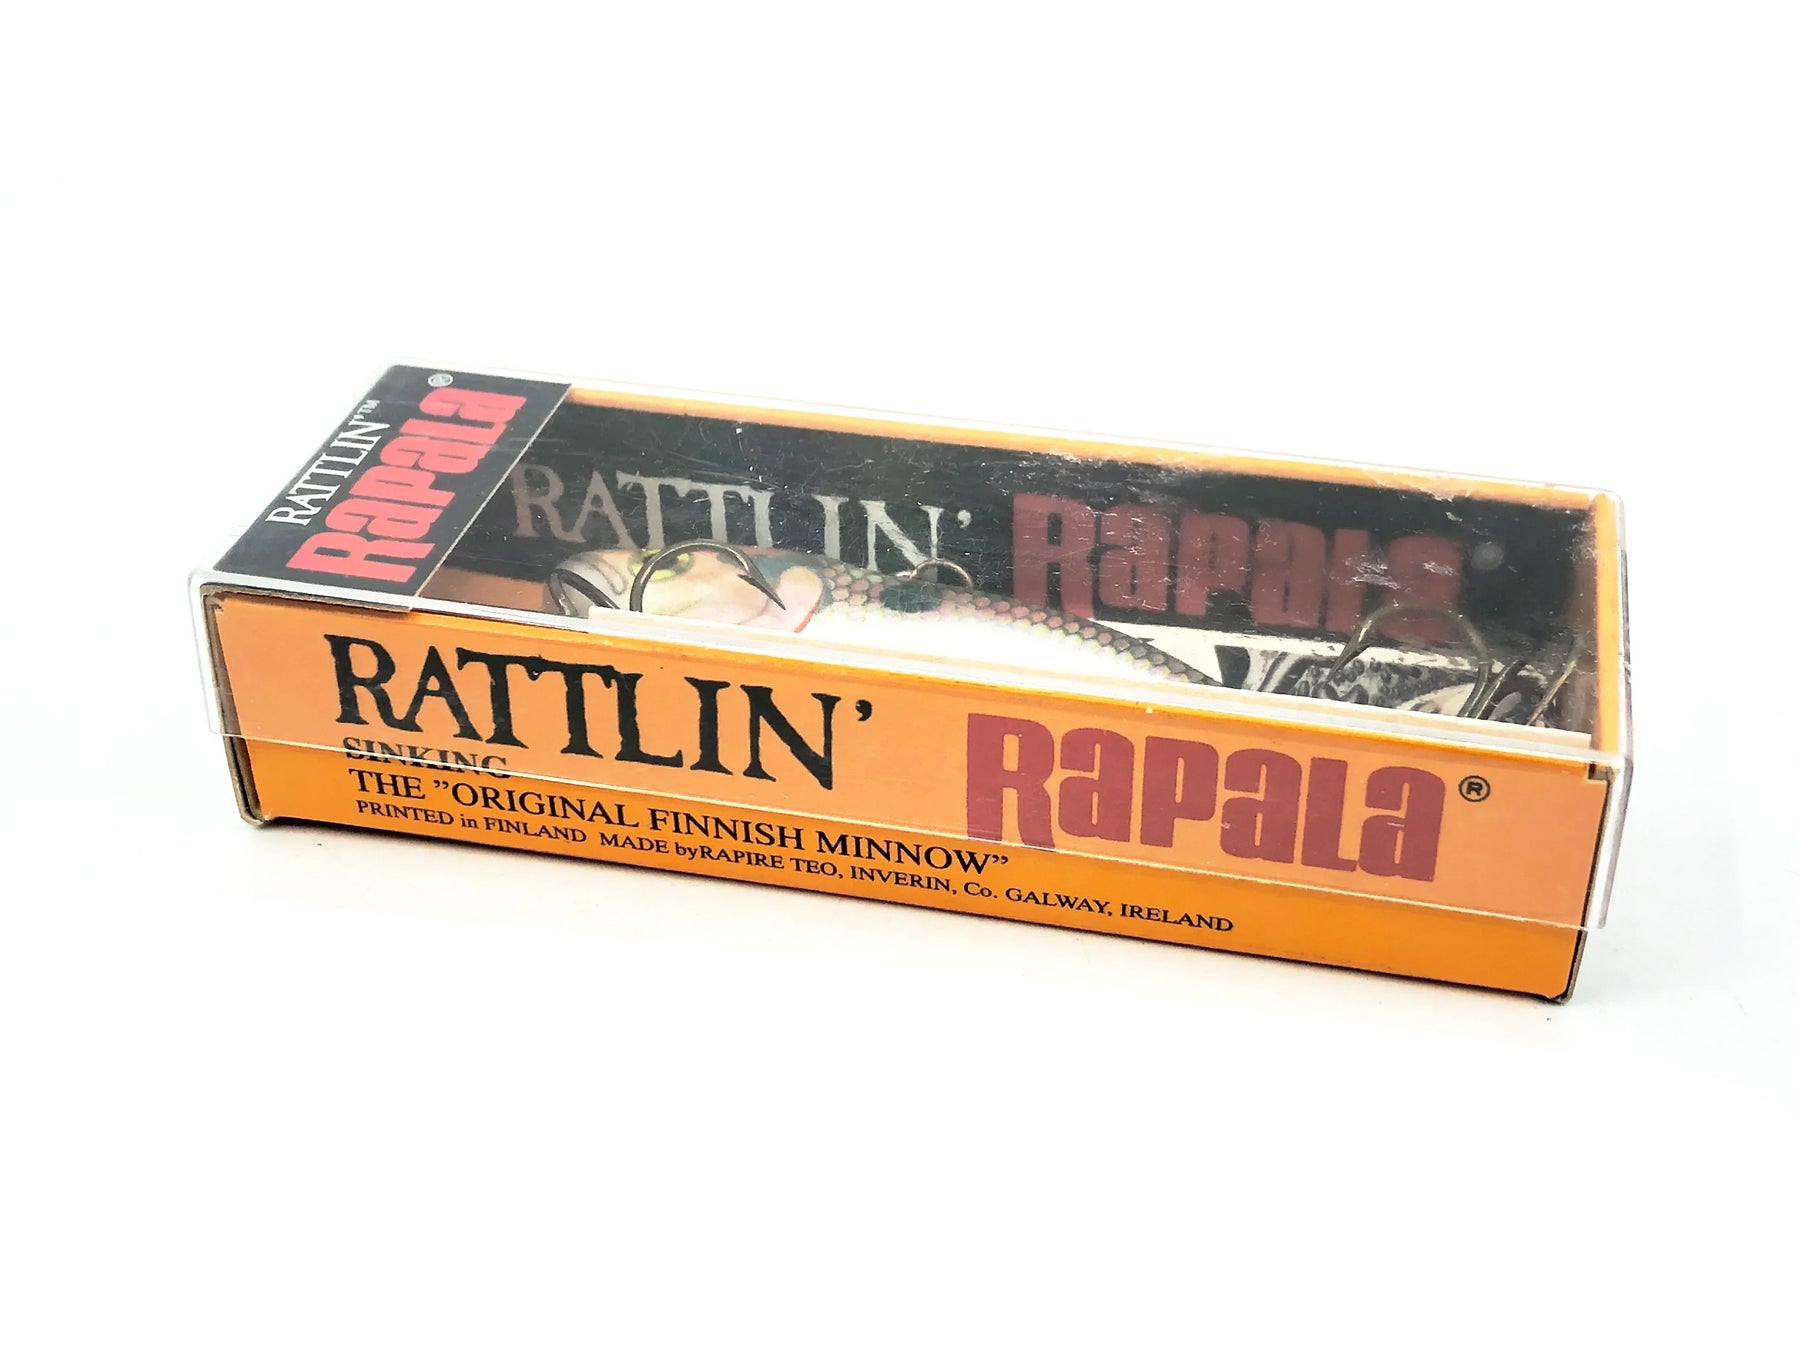 RATTLIN'™
RapaLa®
RATTLIN' RapaLa
RATTLIN' RapaLa®
SINKING
THE "ORIGINAL FINNISH MINNOW"
PRINTED in FINLAND MADE byRAPIRE TEO, INVERIN, Co. GALWAY, IRELAND